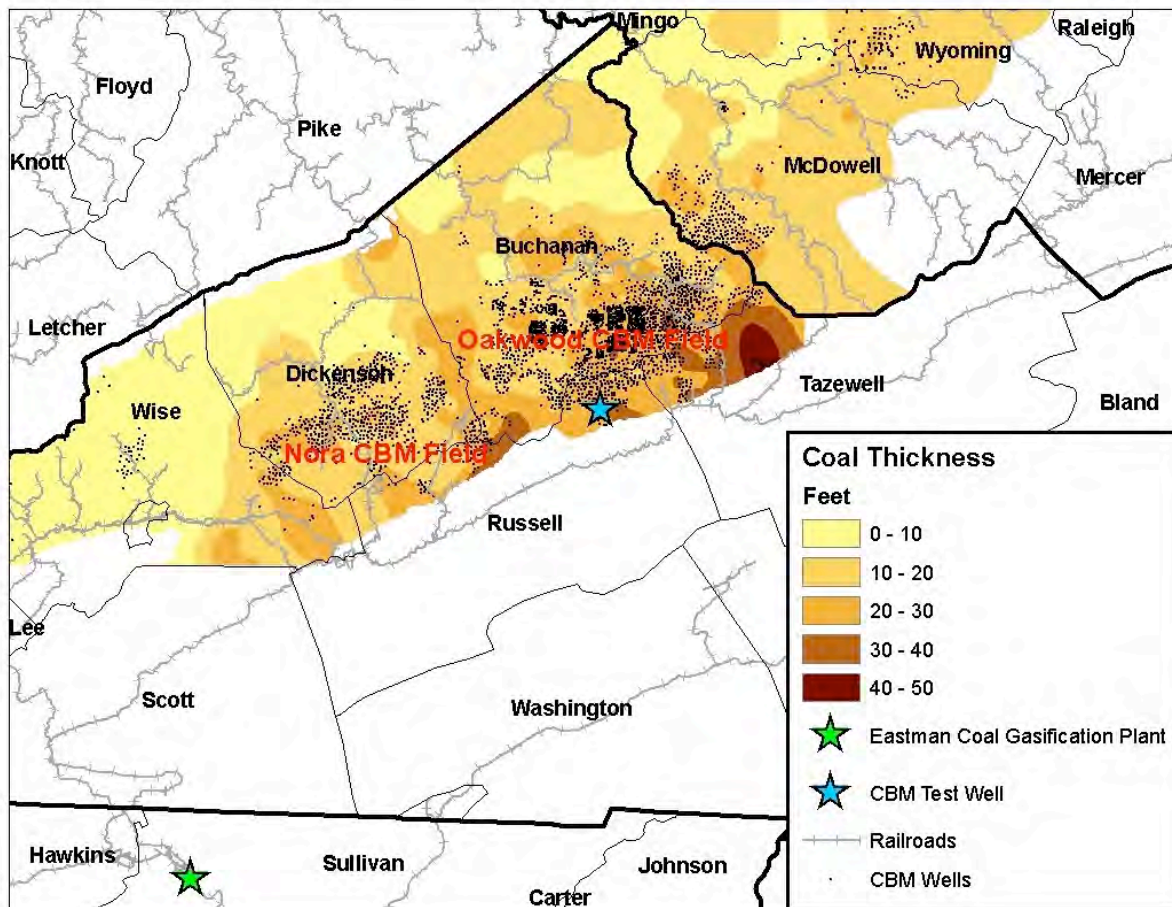 Mingo
Raleigh
Wyoming
Floyd
Pike
Knott
McDowell
Mercer
Buchanan
Letcher
Oakwood CBM Field
Dickenson
Tazewell
Wise
Bland
Nora CBM Field
Russell
Lee
Scott
Washington
Hawkins
Sullivan
Johnson
Carter
Coal Thickness
Feet
0 - 10
10 - 20
20 - 30
30 - 40
40 - 50
Eastman Coal Gasification Plant
CBM Test Well
Railroads
CBM Wells